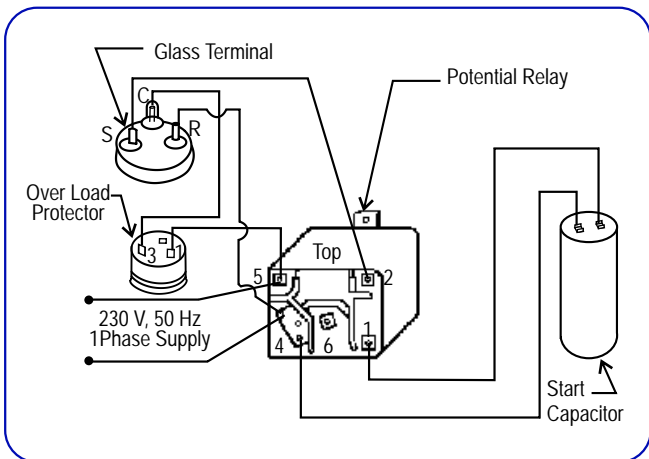 Glass Terminal
Potential Relay
C
S
R
Over Load
Protector
3 1
Top
5
2
230 V, 50 Hz
1Phase Supply
4
6
1
Start
Capacitor